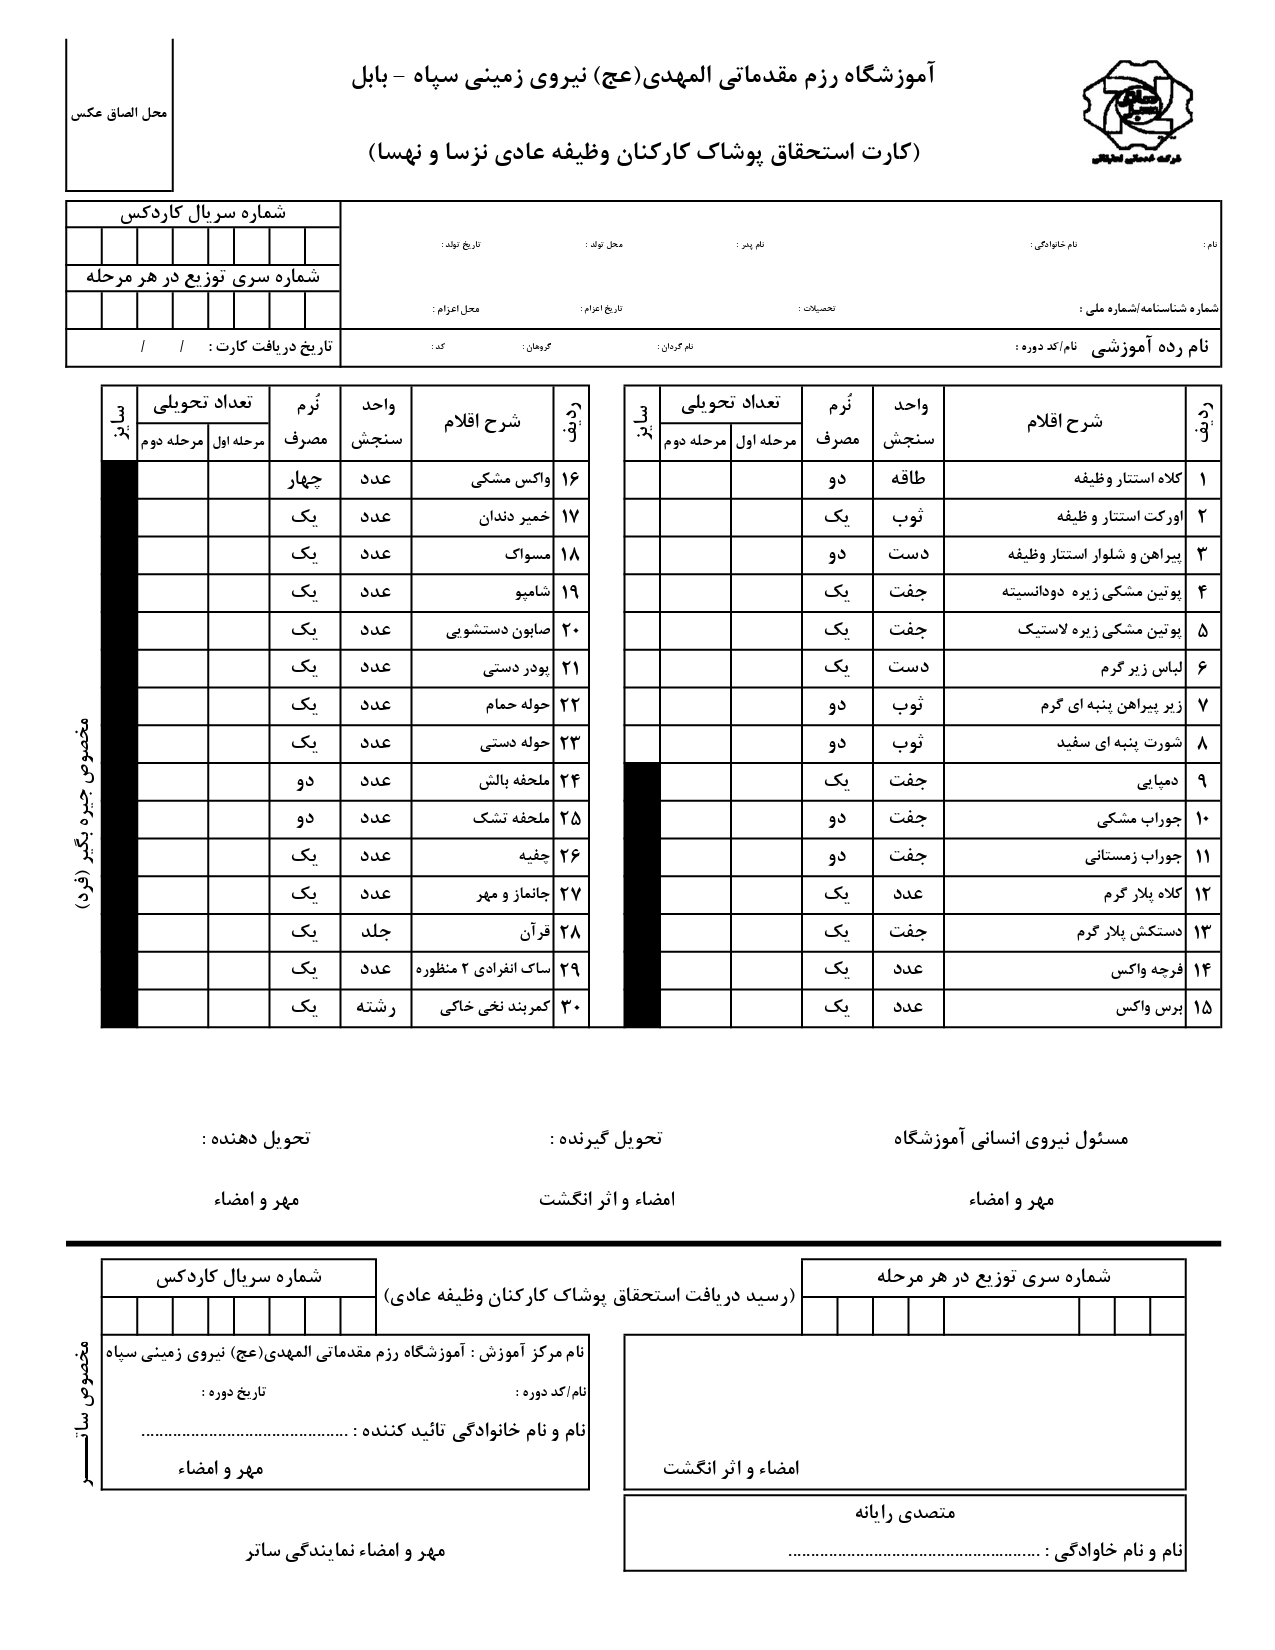 آموزشگاه رزم مقدماتی المهدی(عج) نیروی زمینی سپاه – بابل
(کارت استحقاق پوشاک کارکنان وظیفه عادی نزسا و نهسا)
محل الصاق عکس
شرکت خدماتی امتیاتی
نام : نام خانوادگی : نام پدر : محل تولد : تاریخ تولد :
شماره سریال کاردکس
شماره سری توزیع در هر مرحله
شماره شناسنامه/شماره ملی : تحصیلات : تاریخ اعزام : محل اعزام :
نام رده آموزشی نام/کد دوره : نام گردان : گروهان : کد : تاریخ دریافت کارت : / /
ردیف شرح اقلام واحد سنجش نُرم مصرف تعداد تحویلی مرحله اول مرحله دوم سایز
۱ کلاه استتار وظیفه طاقه دو
۲ اورکت استتار و ظیفه ثوب یک
۳ پیراهن و شلوار استتار وظیفه دست دو
۴ پوتین مشکی زیره دودانسیته جفت یک
۵ پوتین مشکی زیره لاستیک جفت یک
۶ لباس زیر گرم دست یک
۷ زیر پیراهن پنبه ای گرم ثوب دو
۸ شورت پنبه ای سفید ثوب دو
۹ دمپایی جفت یک
۱۰ جوراب مشکی جفت دو
۱۱ جوراب زمستانی جفت دو
۱۲ کلاه پلار گرم عدد یک
۱۳ دستکش پلار گرم جفت یک
۱۴ فرچه واکس عدد یک
۱۵ برس واکس عدد یک
ردیف شرح اقلام واحد سنجش نُرم مصرف تعداد تحویلی مرحله اول مرحله دوم سایز
۱۶ واکس مشکی عدد چهار
۱۷ خمیر دندان عدد یک
۱۸ مسواک عدد یک
۱۹ شامپو عدد یک
۲۰ صابون دستشویی عدد یک
۲۱ پودر دستی عدد یک
۲۲ حوله حمام عدد یک
۲۳ حوله دستی عدد یک
۲۴ ملحفه بالش عدد دو
۲۵ ملحفه تشک عدد دو
۲۶ چفیه عدد یک
۲۷ جانماز و مهر عدد یک
۲۸ قرآن جلد یک
۲۹ ساک انفرادی ۲ منظوره عدد یک
۳۰ کمربند نخی خاکی رشته یک
مخصوص جیره بگیر (فرد)
مسئول نیروی انسانی آموزشگاه تحویل گیرنده : تحویل دهنده :
مهر و امضاء امضاء و اثر انگشت مهر و امضاء
شماره سری توزیع در هر مرحله
(رسید دریافت استحقاق پوشاک کارکنان وظیفه عادی)
شماره سریال کاردکس
نام مرکز آموزش : آموزشگاه رزم مقدماتی المهدی(عج) نیروی زمینی سپاه
نام/کد دوره : تاریخ دوره :
نام و نام خانوادگی تائید کننده : ..............................................
امضاء و اثر انگشت
مهر و امضاء
مخصوص ساتـــر
متصدی رایانه
نام و نام خاوادگی : ........................................................
مهر و امضاء نمایندگی ساتر